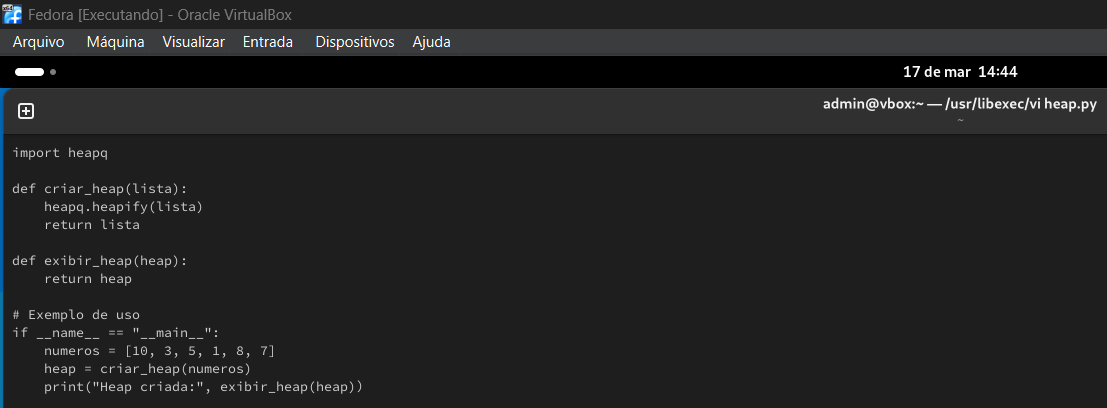 x64
Fedora [Executando] - Oracle VirtualBox
Arquivo Máquina Visualizar Entrada Dispositivos Ajuda
17 de mar 14:44
admin@vbox:~ — /usr/libexec/vi heap.py
~
import heapq
def criar_heap(lista):
    heapq.heapify(lista)
    return lista
def exibir_heap(heap):
    return heap
# Exemplo de uso
if __name__ == "__main__":
    numeros = [10, 3, 5, 1, 8, 7]
    heap = criar_heap(numeros)
    print("Heap criada:", exibir_heap(heap))